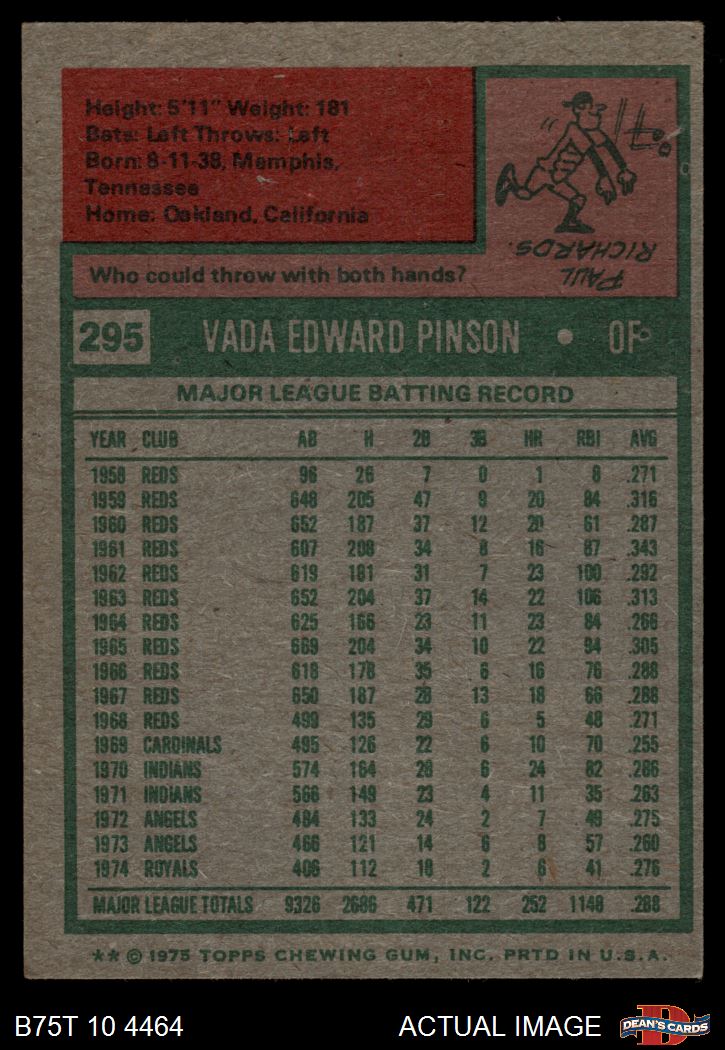 Height: 5'11" Weight: 181
Bats: Left Throws: Left
Born: 8-11-38, Memphis,
Tennessee
Home: Oakland, California
PAUL
RICHARDS.
Who could throw with both hands?
295 VADA EDWARD PINSON • OF
MAJOR LEAGUE BATTING RECORD
YEAR CLUB AB H 2B 3B HR RBI AVG
1958 REDS 96 26 7 0 1 8 .271
1959 REDS 648 205 47 9 20 84 .316
1960 REDS 652 187 37 12 20 61 .287
1961 REDS 607 208 34 8 16 87 .343
1962 REDS 619 181 31 7 23 100 .292
1963 REDS 652 204 37 14 22 106 .313
1964 REDS 625 166 23 11 23 84 .266
1965 REDS 669 204 34 10 22 94 .305
1966 REDS 618 178 35 6 16 76 .288
1967 REDS 650 187 28 13 18 66 .288
1968 REDS 499 135 29 6 5 48 .271
1969 CARDINALS 495 126 22 6 10 70 .255
1970 INDIANS 574 164 28 6 24 82 .286
1971 INDIANS 566 149 23 4 11 35 .263
1972 ANGELS 484 133 24 2 7 49 .275
1973 ANGELS 466 121 14 6 8 57 .260
1974 ROYALS 406 112 18 2 6 41 .276
MAJOR LEAGUE TOTALS 9326 2686 471 122 252 1148 .288
** © 1975 TOPPS CHEWING GUM, INC. PRTD IN U.S.A.
B75T 10 4464 ACTUAL IMAGE DEAN'S CARDS